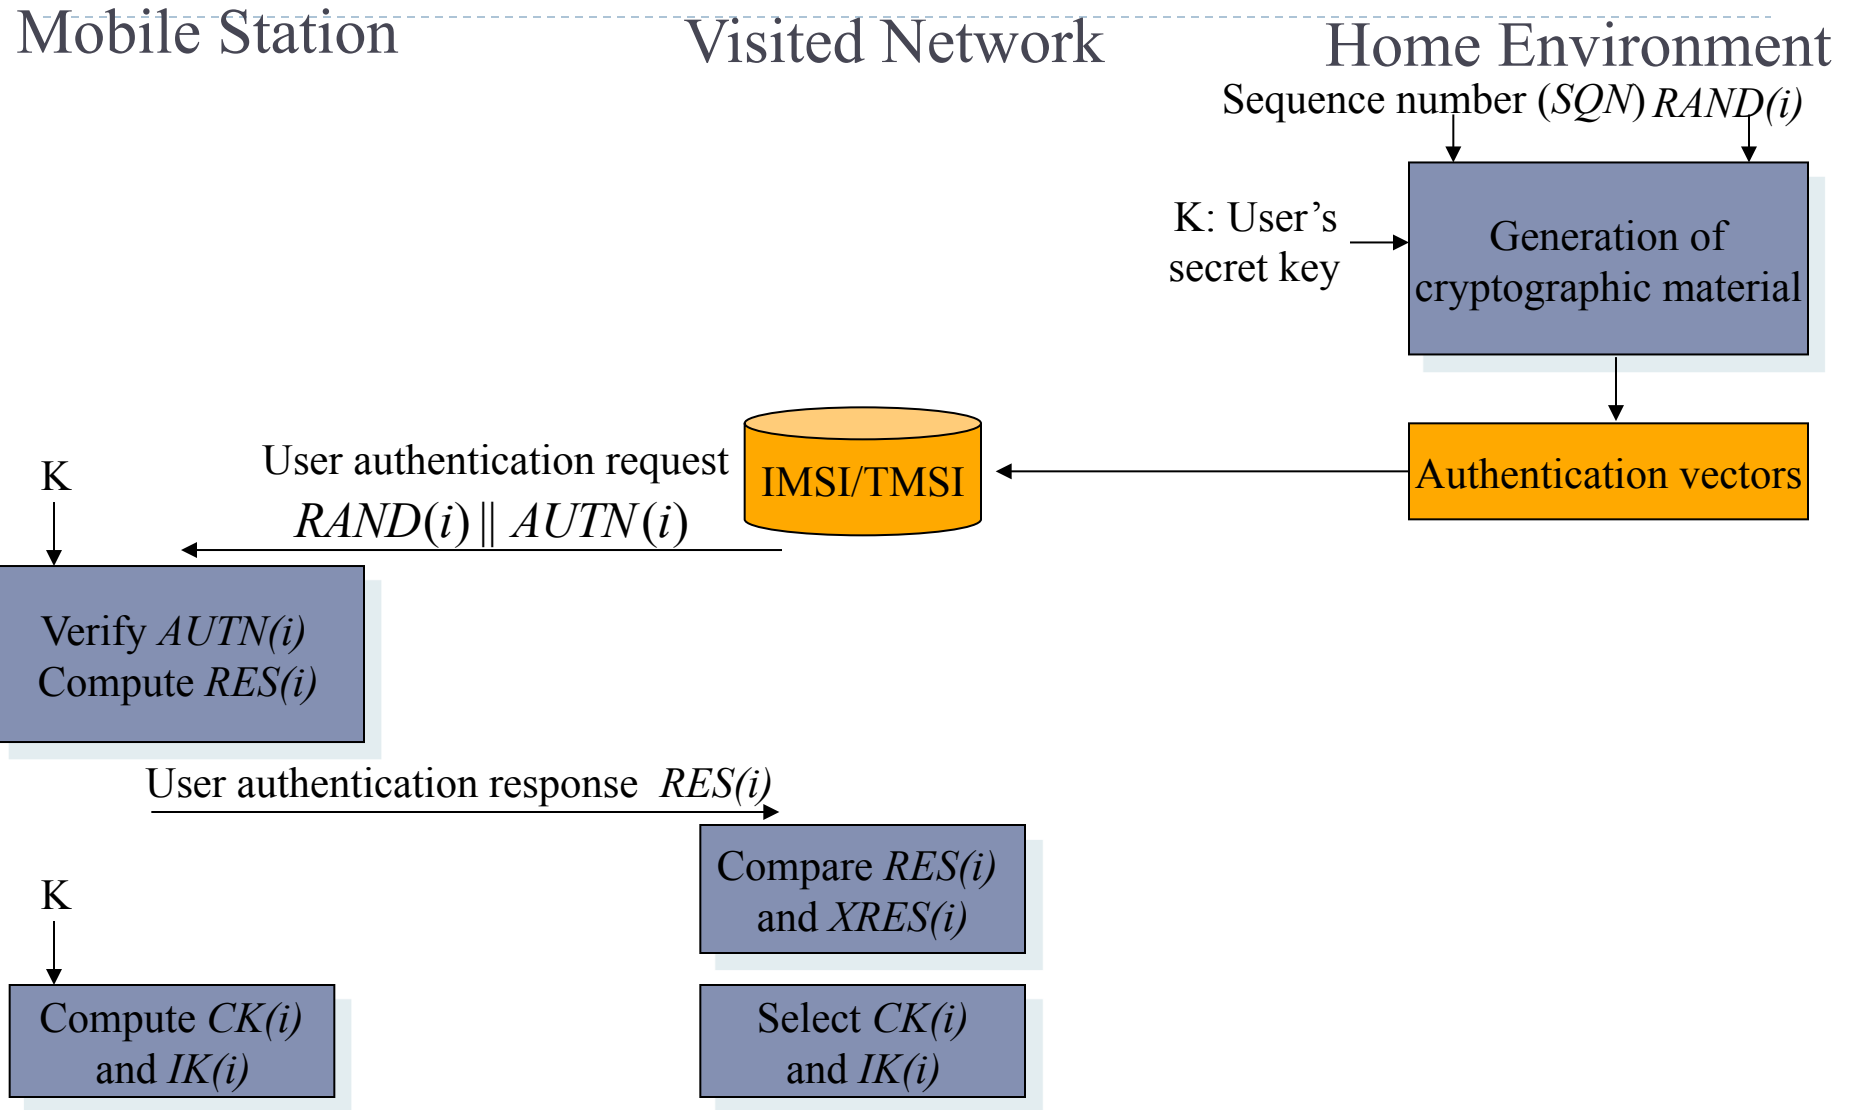 Mobile Station
Visited Network
Home Environment
Sequence number (SQN) RAND(i)
K: User’s
secret key
Generation of
cryptographic material
Authentication vectors
IMSI/TMSI
User authentication request
RAND(i) || AUTN(i)
K
Verify AUTN(i)
Compute RES(i)
User authentication response RES(i)
Compare RES(i)
and XRES(i)
K
Compute CK(i)
and IK(i)
Select CK(i)
and IK(i)